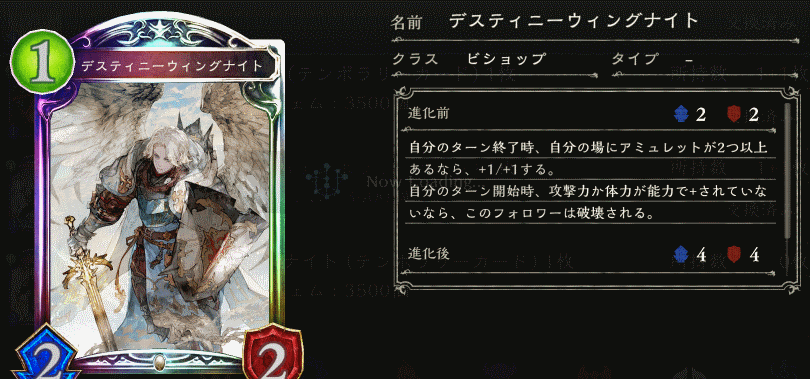 1
デスティニーウィングナイト
2
2
名前 デスティニーウィングナイト
クラス ビショップ タイプ -
進化前 2 2
自分のターン終了時、自分の場にアミュレットが2つ以上
あるなら、+1/+1する。
自分のターン開始時、攻撃力か体力が能力で+されていな
いなら、このフォロワーは破壊される。
進化後 4 4